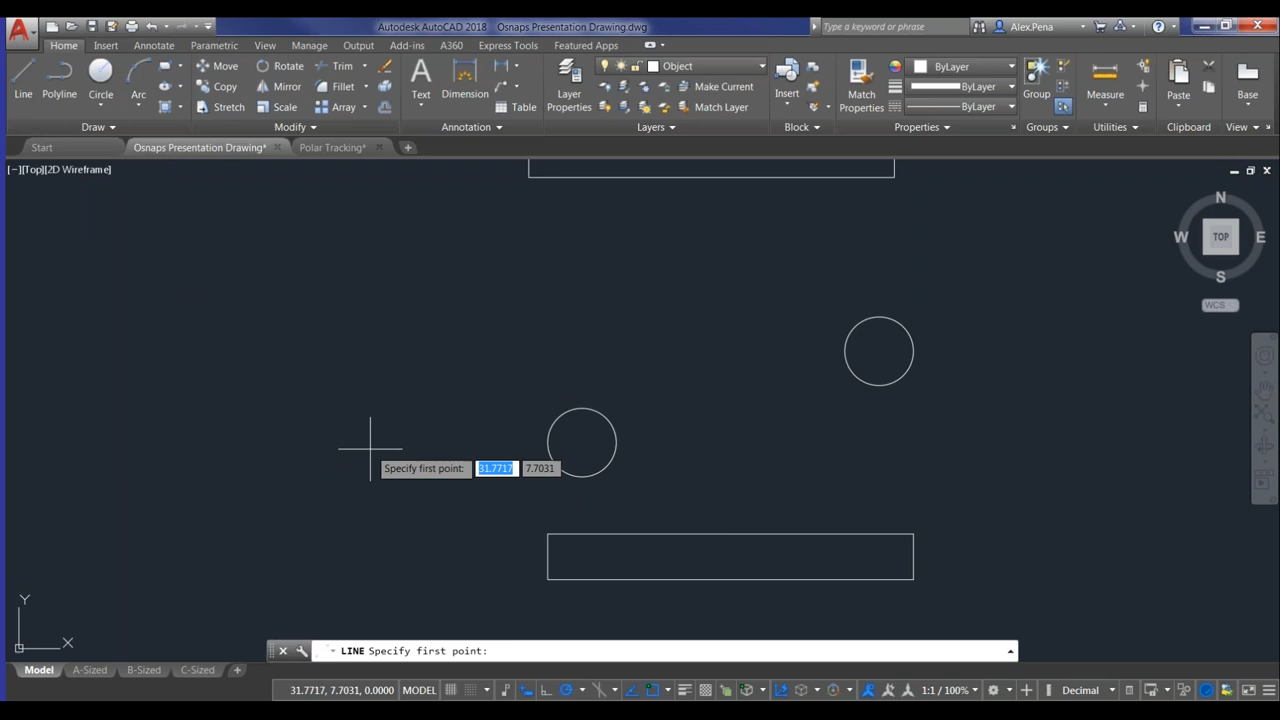 Autodesk AutoCAD 2018 Osnaps Presentation Drawing.dwg
Type a keyword or phrase
Alex.Pena
Home Insert Annotate Parametric View Manage Output Add-ins A360 Express Tools Featured Apps
Line Polyline Circle Arc
Move Rotate Trim
Copy Mirror Fillet
Stretch Scale Array
Text Dimension Table
Layer Properties
Object
Make Current
Match Layer
Insert
Match Properties
ByLayer
ByLayer
ByLayer
Group Measure Paste Base
Draw Modify Annotation Layers Block Properties Groups Utilities Clipboard View
Start Osnaps Presentation Drawing* Polar Tracking*
[−][Top][2D Wireframe]
N
W TOP E
S
WCS
Specify first point: 31.7717 7.7031
Y
X
LINE Specify first point:
Model A-Sized B-Sized C-Sized +
31.7717, 7.7031, 0.0000 MODEL 1:1 / 100% Decimal